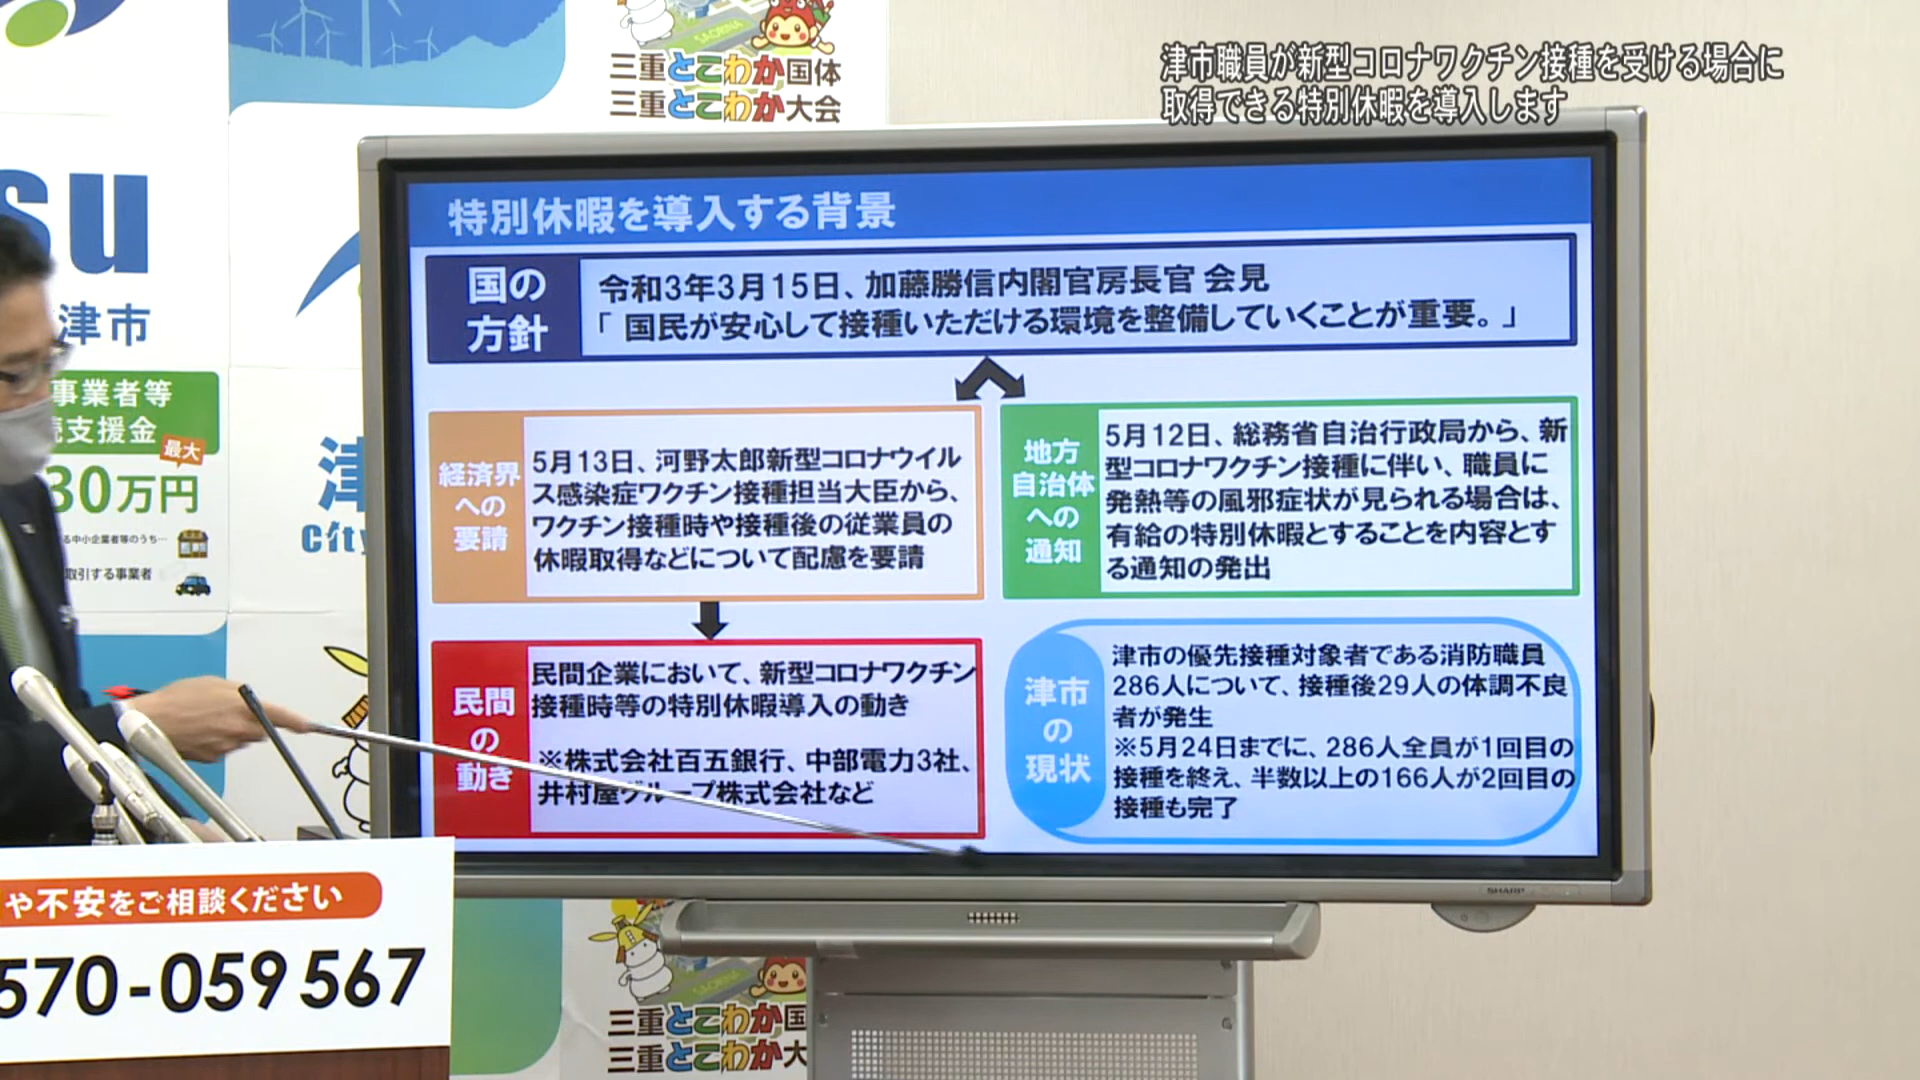 津市職員が新型コロナワクチン接種を受ける場合に
取得できる特別休暇を導入します
三重とこわか国体
三重とこわか大会
su
津市
事業者等
支援金
最大
30万円
る中小企業者等のうち…
取引する事業者
津
City
特別休暇を導入する背景
国の
方針
令和3年3月15日、加藤勝信内閣官房長官 会見
「 国民が安心して接種いただける環境を整備していくことが重要。」
経済界
への
要請
5月13日、河野太郎新型コロナウイル
ス感染症ワクチン接種担当大臣から、
ワクチン接種時や接種後の従業員の
休暇取得などについて配慮を要請
地方
自治体
への
通知
5月12日、総務省自治行政局から、新
型コロナワクチン接種に伴い、職員に
発熱等の風邪症状が見られる場合は、
有給の特別休暇とすることを内容とす
る通知の発出
民間
の
動き
民間企業において、新型コロナワクチン
接種時等の特別休暇導入の動き
※株式会社百五銀行、中部電力3社、
井村屋グループ株式会社など
津市
の
現状
津市の優先接種対象者である消防職員
286人について、接種後29人の体調不良
者が発生
※5月24日までに、286人全員が1回目の
接種を終え、半数以上の166人が2回目の
接種も完了
SHARP
や不安をご相談ください
570-059 567
三重とこわか国
三重とこわか大